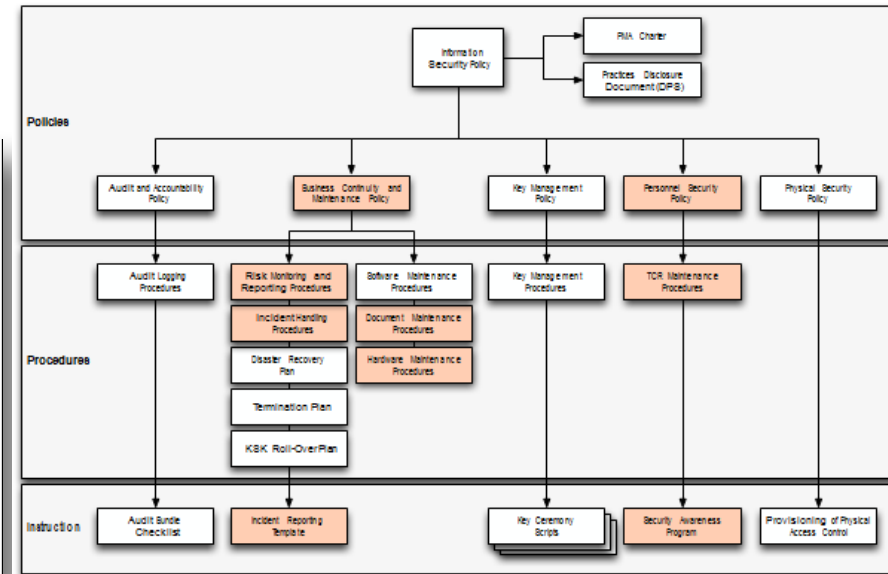 Information
Security Policy
PMA Charter
Practices Disclosure
Document (DPS)
Policies
Audit and Accountability
Policy
Business Continuity and
Maintenance Policy
Key Management
Policy
Personnel Security
Policy
Physical Security
Policy
Audit Logging
Procedures
Risk Monitoring and
Reporting Procedures
Software Maintenance
Procedures
Key Management
Procedures
TCR Maintenance
Procedures
Incident Handling
Procedures
Document Maintenance
Procedures
Procedures
Disaster Recovery
Plan
Hardware Maintenance
Procedures
Termination Plan
KSK Roll-Over Plan
Instruction
Audit Bundle
Checklist
Incident Reporting
Template
Key Ceremony
Scripts
Security Awareness
Program
Provisioning of Physical
Access Control